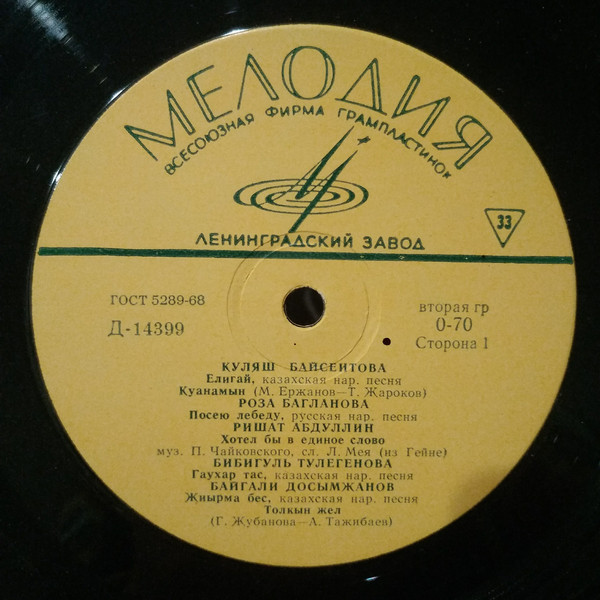 МЕЛОДИЯ
ВСЕСОЮЗНАЯ ФИРМА ГРАМПЛАСТИНОК
ЛЕНИНГРАДСКИЙ ЗАВОД
33
ГОСТ 5289-68
Д-14399
вторая гр
0-70
Сторона 1
КУЛЯШ БАЙСЕИТОВА
Елигай, казахская нар. песня
Куанамын (М. Ержанов—Т. Жароков)
РОЗА БАГЛАНОВА
Посею лебеду, русская нар. песня
РИШАТ АБДУЛЛИН
Хотел бы в единое слово
муз. П. Чайковского, сл. Л. Мея (из Гейне)
БИБИГУЛЬ ТУЛЕГЕНОВА
Гаухар тас, казахская нар. песня
БАЙГАЛИ ДОСЫМЖАНОВ
Жиырма бес, казахская нар. песня
Толкын жел
(Г. Жубанова—А. Тажибаев)